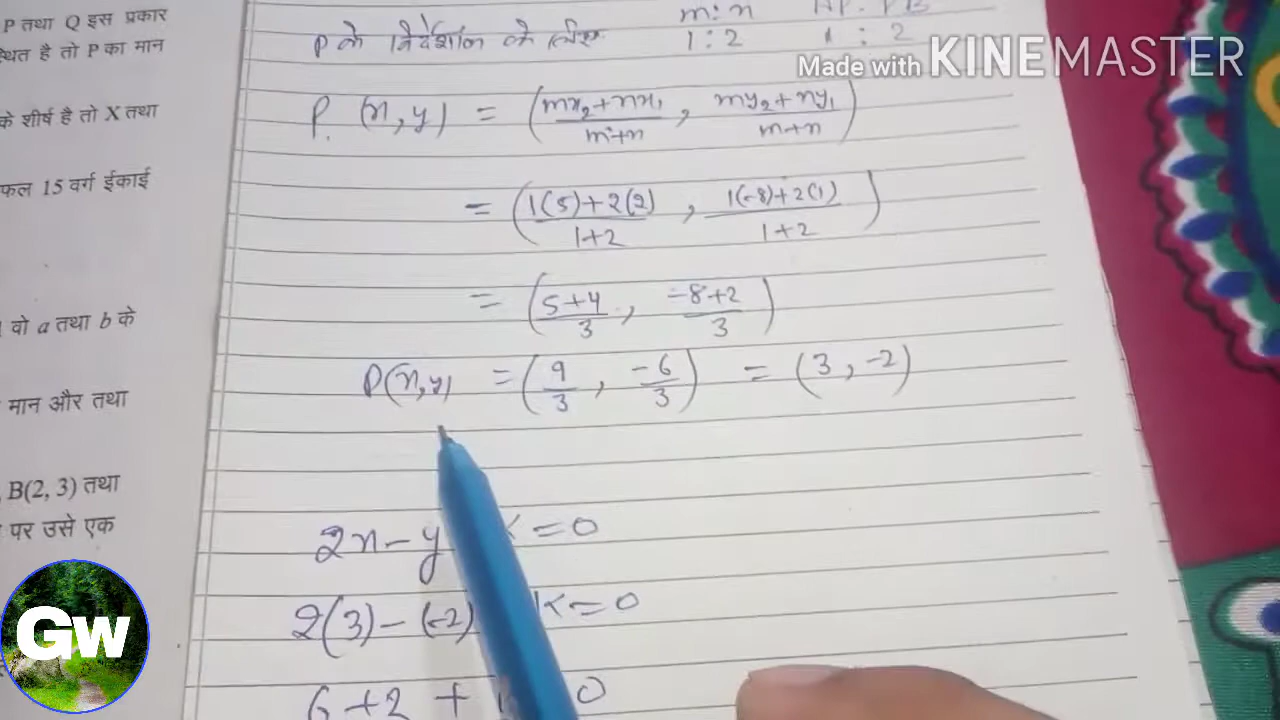 P तथा Q इस प्रकार
स्थित है तो P का मान
के शीर्ष है तो X तथा
फल 15 वर्ग ईकाई
वो a तथा b के
मान और तथा
B(2, 3) तथा
पर उसे एक
m : n
P के निर्देशांक के लिए 1 : 2 1 : 2
Made with KINEMASTER
P. (x, y) = (mx₂+nx₁/m+n, my₂+ny₁/m+n)
= (1(5)+2(2)/1+2, 1(-8)+2(1)/1+2)
= (5+4/3, -8+2/3)
P(x,y) = (9/3, -6/3) = (3, -2)
2x - y K = 0
2(3) - (-2) K = 0
6 + 2 + 0
Gw